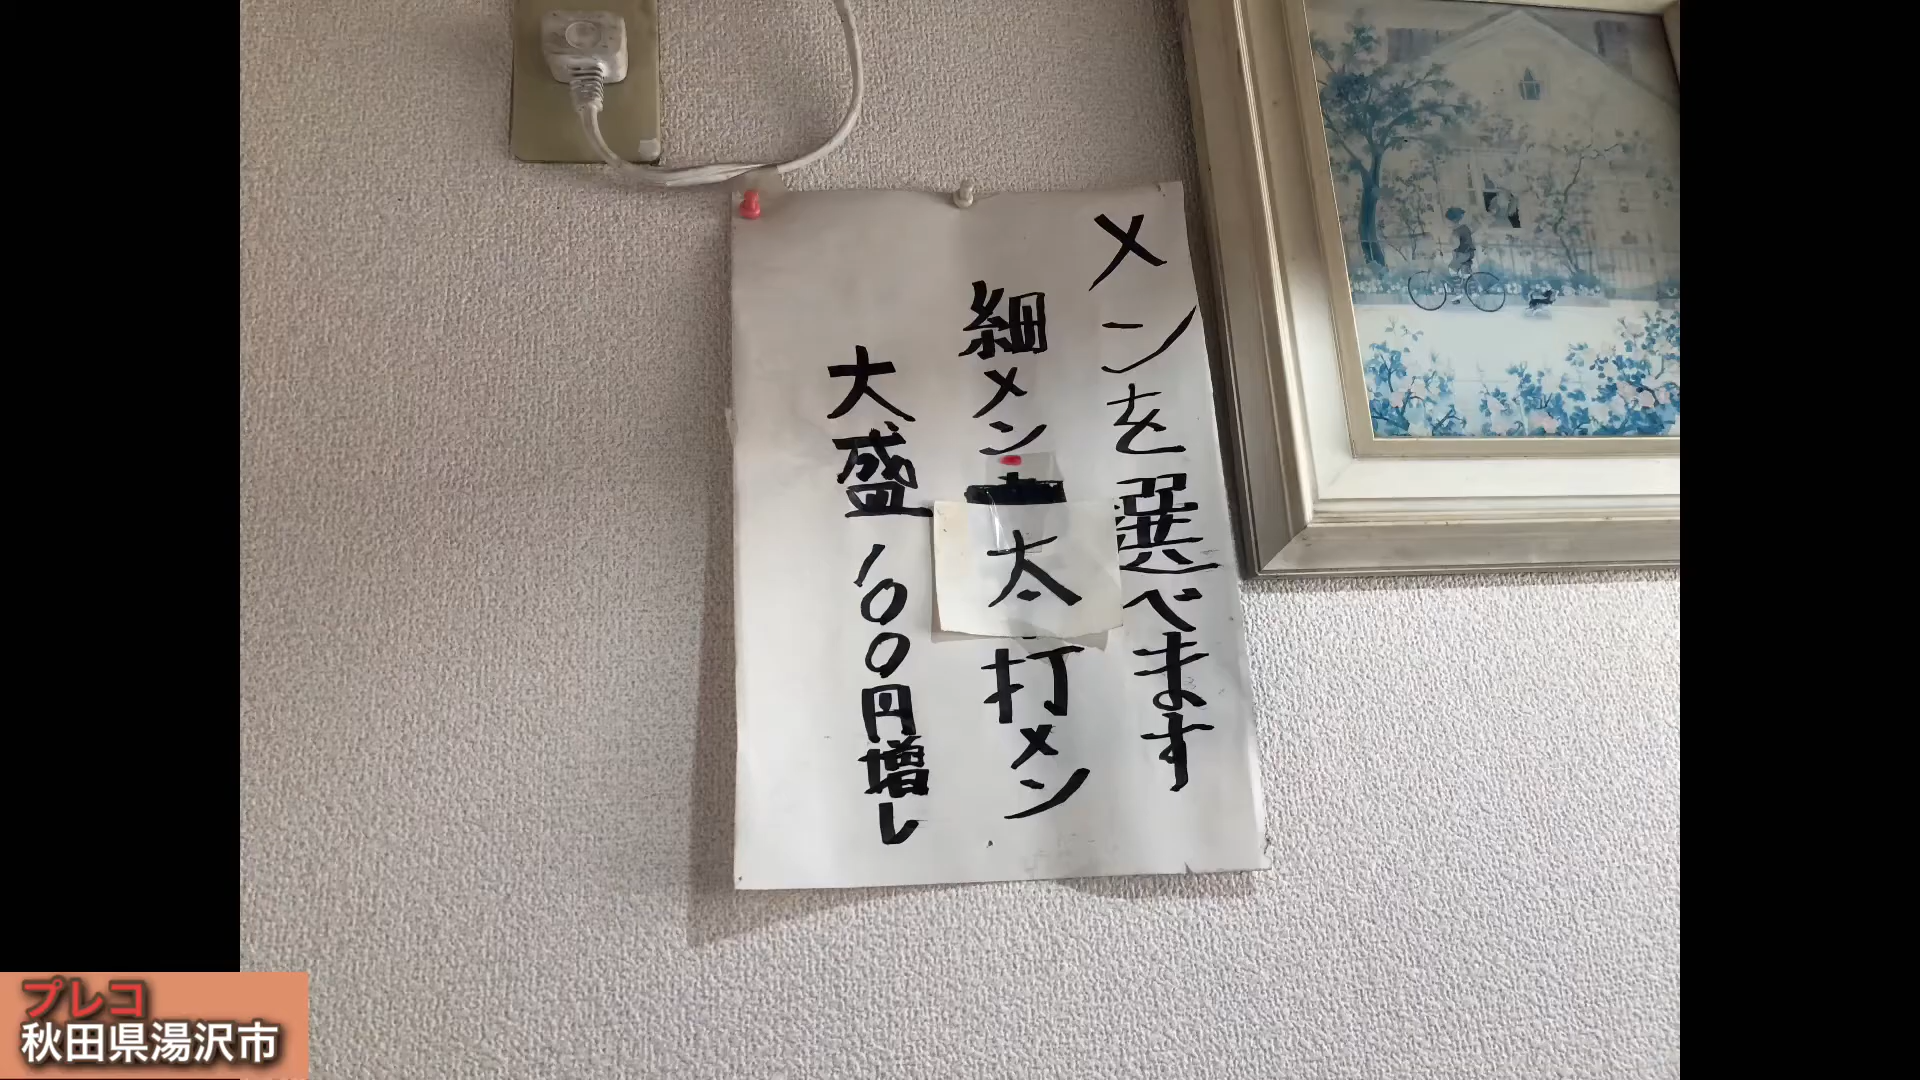 メンを選べます
細メン
太打メン
大盛100円増し
プレコ
秋田県湯沢市